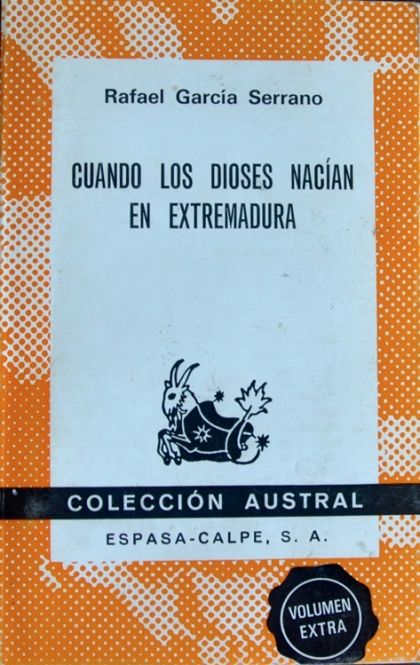 Rafael García Serrano
CUANDO LOS DIOSES NACÍAN
EN EXTREMADURA
COLECCIÓN AUSTRAL
ESPASA-CALPE, S. A.
VOLUMEN
EXTRA